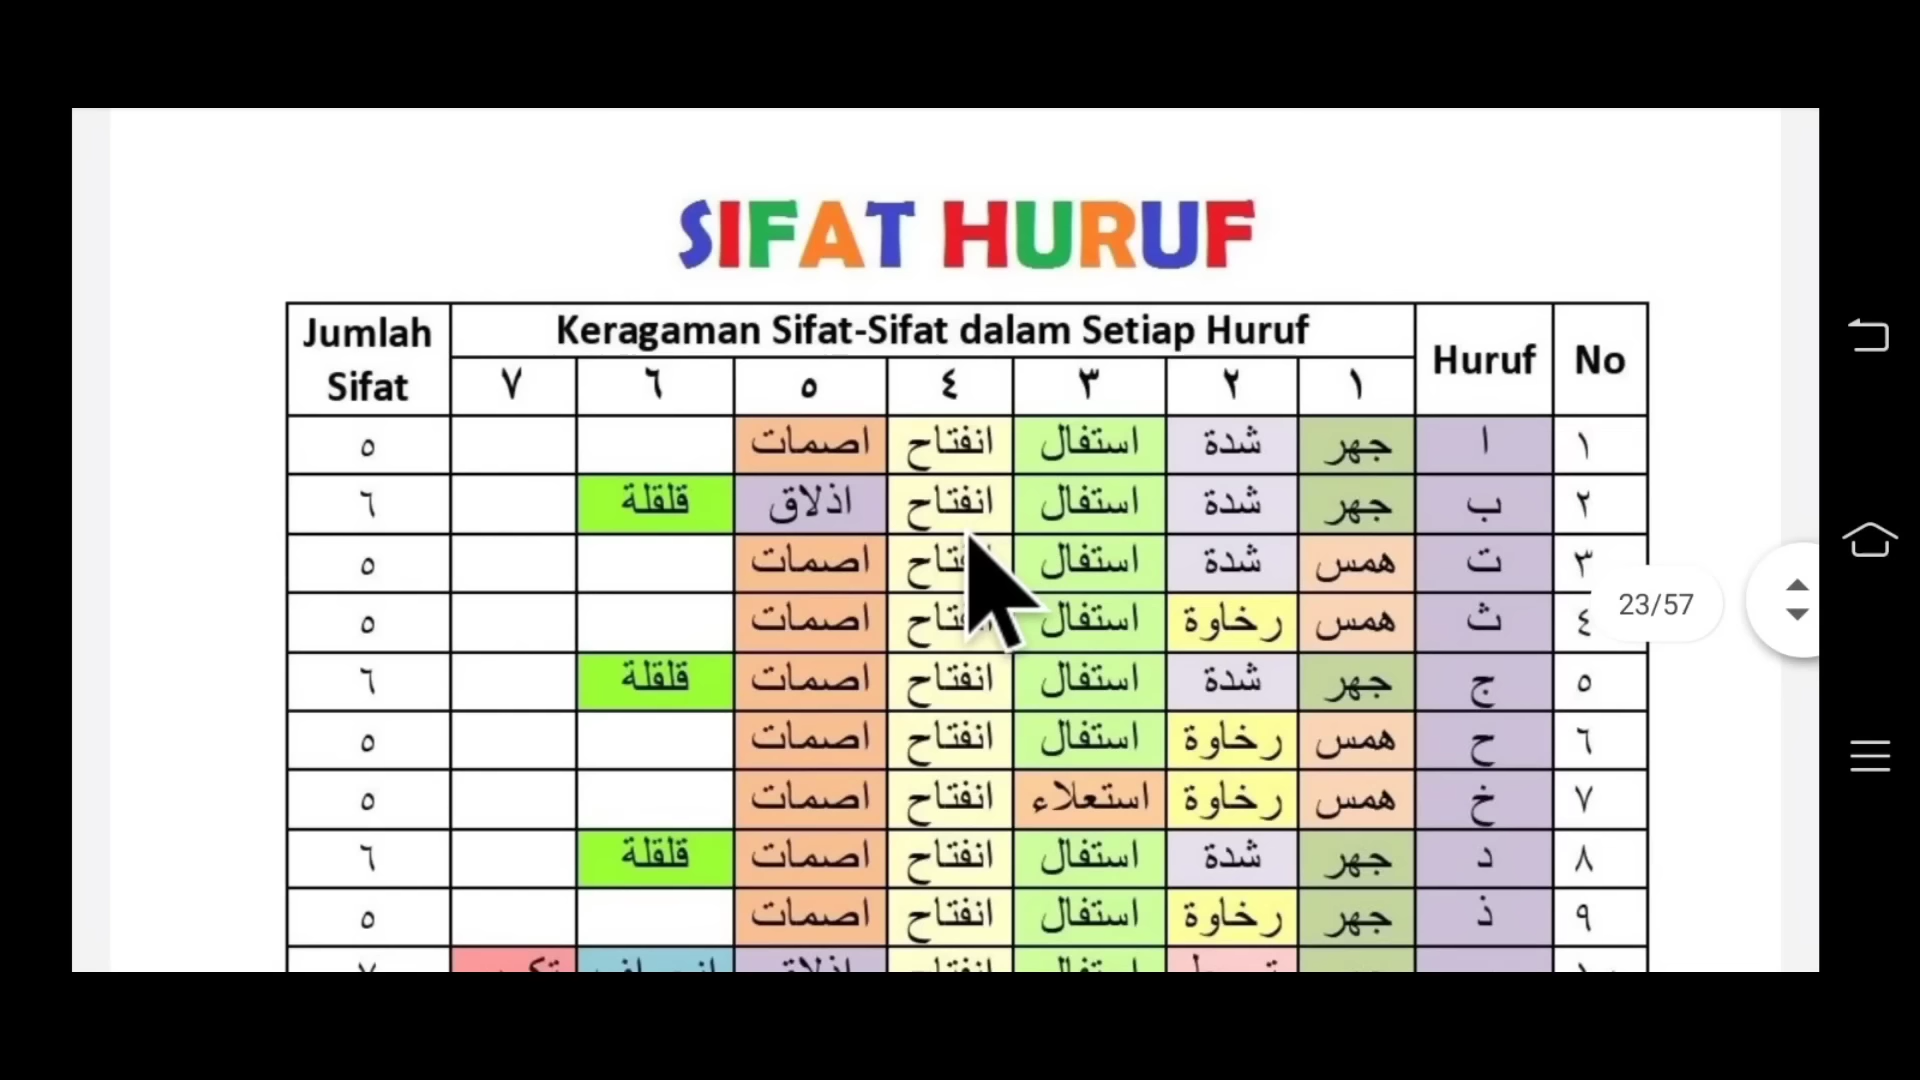 SIFAT HURUF
No Huruf Keragaman Sifat-Sifat dalam Setiap Huruf Jumlah Sifat
١ ٢ ٣ ٤ ٥ ٦ ٧
١ ا جهر شدة استفال انفتاح اصمات ٥
٢ ب جهر شدة استفال انفتاح اذلاق قلقلة ٦
٣ ت همس شدة استفال اصمات ٥
٤ ث همس رخاوة استفال اصمات ٥
٥ ج جهر شدة استفال انفتاح اصمات قلقلة ٦
٦ ح همس رخاوة استفال انفتاح اصمات ٥
٧ خ همس رخاوة استعلاء انفتاح اصمات ٥
٨ د جهر شدة استفال انفتاح اصمات قلقلة ٦
٩ ذ جهر رخاوة استفال انفتاح اصمات ٥
23/57